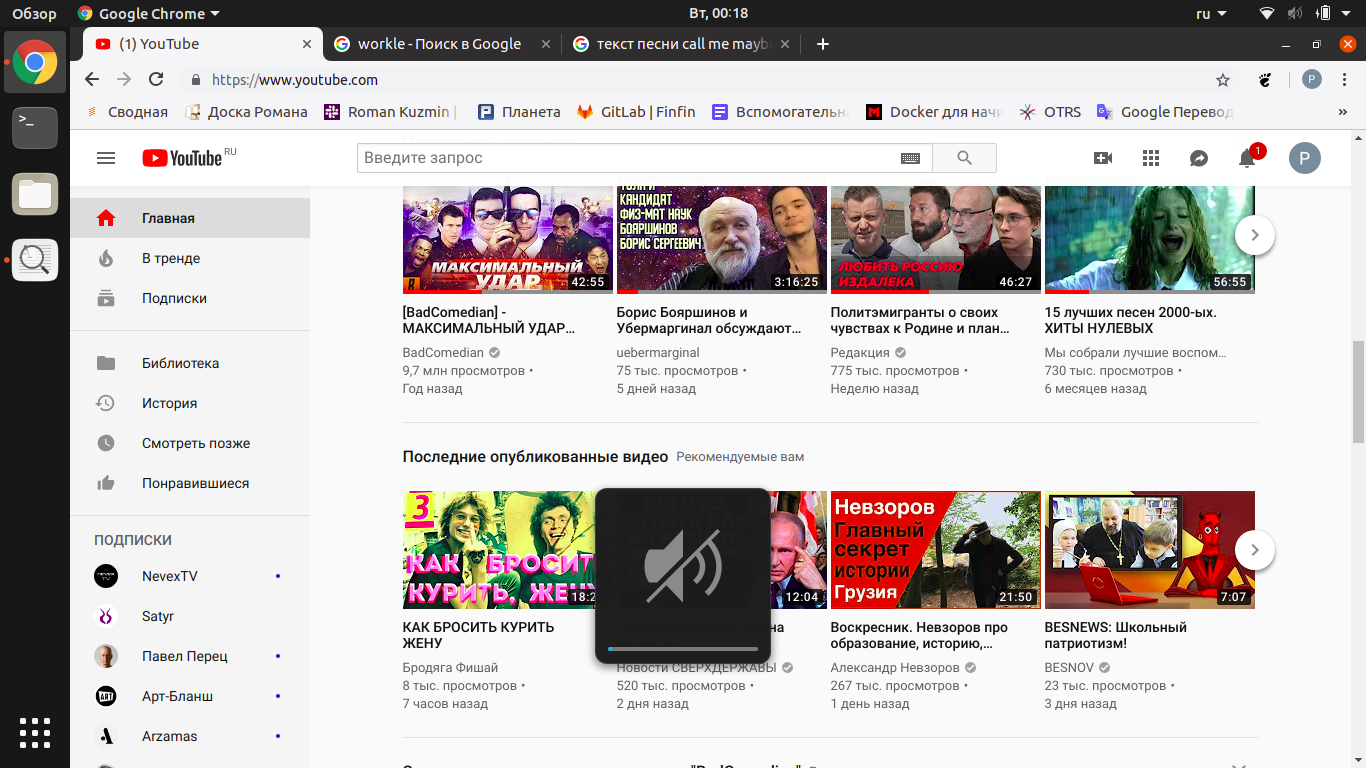 Обзор
Google Chrome
Вт, 00:18
ru
(1) YouTube
workle - Поиск в Google
текст песни call me maybe
https://www.youtube.com
P
Сводная
Доска Романа
Roman Kuzmin |
Планета
GitLab | Finfin
Вспомогательн
Docker для начи
OTRS
Google Перевод
»
YouTube RU
Введите запрос
1
P
Главная
В тренде
Подписки
Библиотека
История
Смотреть позже
Понравившиеся
ПОДПИСКИ
NevexTV
Satyr
Павел Перец
Арт-Бланш
Arzamas
МАКСИМАЛЬНЫЙ
УДАР
42:55
[BadComedian] -
МАКСИМАЛЬНЫЙ УДАР…
BadComedian
9,7 млн просмотров •
Год назад
КАНДИДАТ
ФИЗ-МАТ НАУК
БОЯРШИНОВ
БОРИС СЕРГЕЕВИЧ
3:16:25
Борис Бояршинов и
Убермаргинал обсуждают…
uebermarginal
75 тыс. просмотров •
5 дней назад
ЛЮБИТЬ РОССИЮ
ИЗДАЛЕКА
46:27
Политэмигранты о своих
чувствах к Родине и план…
Редакция
775 тыс. просмотров •
Неделю назад
56:55
15 лучших песен 2000-ых.
ХИТЫ НУЛЕВЫХ
Мы собрали лучшие воспом…
730 тыс. просмотров •
6 месяцев назад
Последние опубликованные видео Рекомендуемые вам
3
КАК БРОСИТЬ
КУРИТЬ, ЖЕНУ
КАК БРОСИТЬ КУРИТЬ
ЖЕНУ
Бродяга Фишай
8 тыс. просмотров •
7 часов назад
12:04
Новости СВЕРХДЕРЖАВЫ
520 тыс. просмотров •
2 дня назад
Невзоров
Главный
секрет
истории
Грузия
21:50
Воскресник. Невзоров про
образование, историю,…
Александр Невзоров
267 тыс. просмотров •
1 день назад
7:07
BESNEWS: Школьный
патриотизм!
BESNOV
23 тыс. просмотров •
3 дня назад